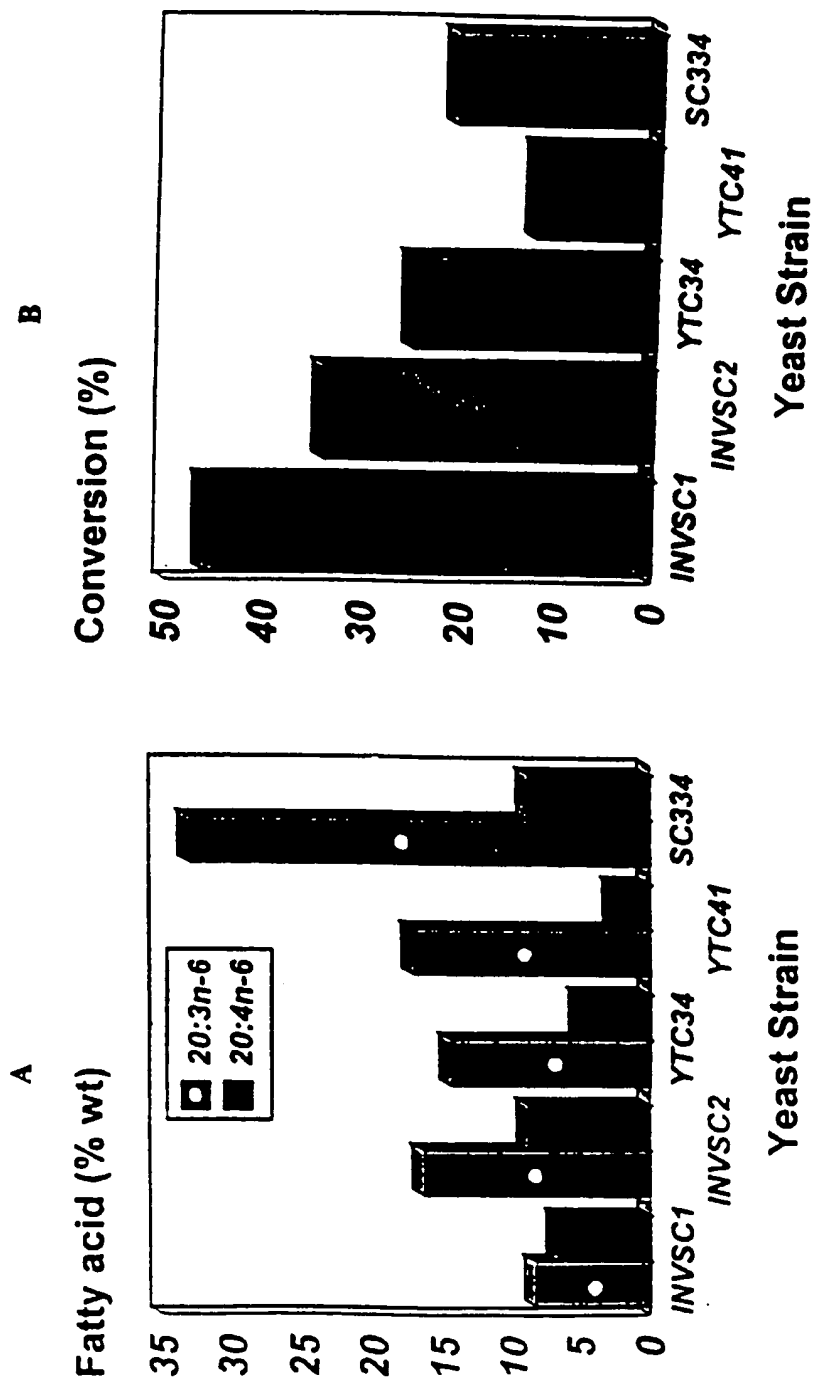 A
Fatty acid (% wt)
35
30
25
20
15
10
5
0
20:3n-6
20:4n-6
INVSC1
INVSC2
YTC34
YTC41
SC334
Yeast Strain
B
Conversion (%)
50
40
30
20
10
0
INVSC1
INVSC2
YTC34
YTC41
SC334
Yeast Strain